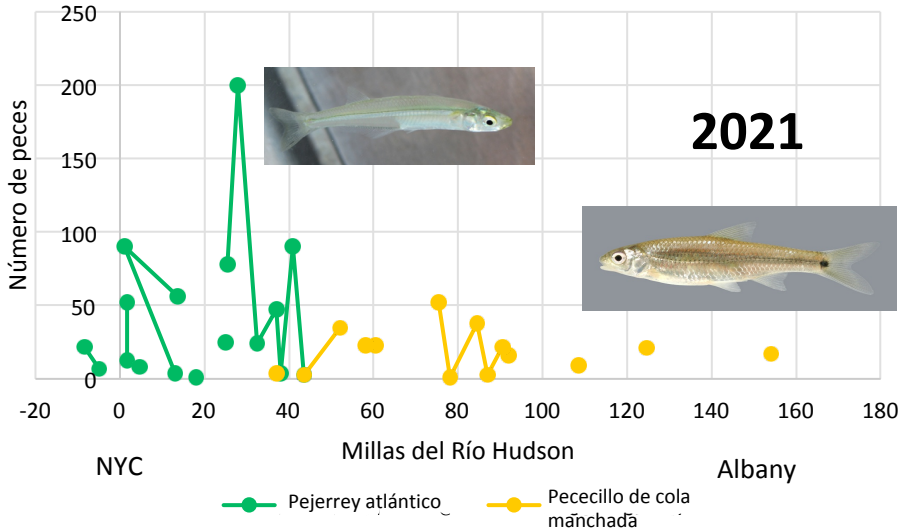 250
200
150
100
50
0
Número de peces
2021
-20 0 20 40 60 80 100 120 140 160 180
Millas del Río Hudson
NYC
Albany
Pejerrey atlántico
Pececillo de cola
manchada